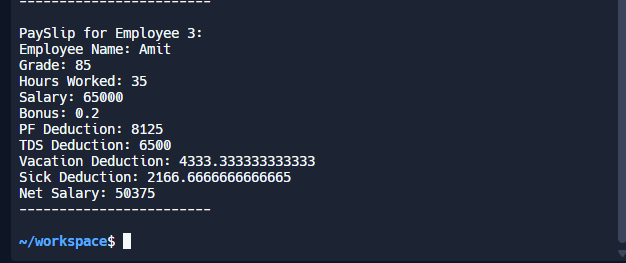 ------------------------
PaySlip for Employee 3:
Employee Name: Amit
Grade: 85
Hours Worked: 35
Salary: 65000
Bonus: 0.2
PF Deduction: 8125
TDS Deduction: 6500
Vacation Deduction: 4333.333333333333
Sick Deduction: 2166.6666666666665
Net Salary: 50375
------------------------
~/workspace$